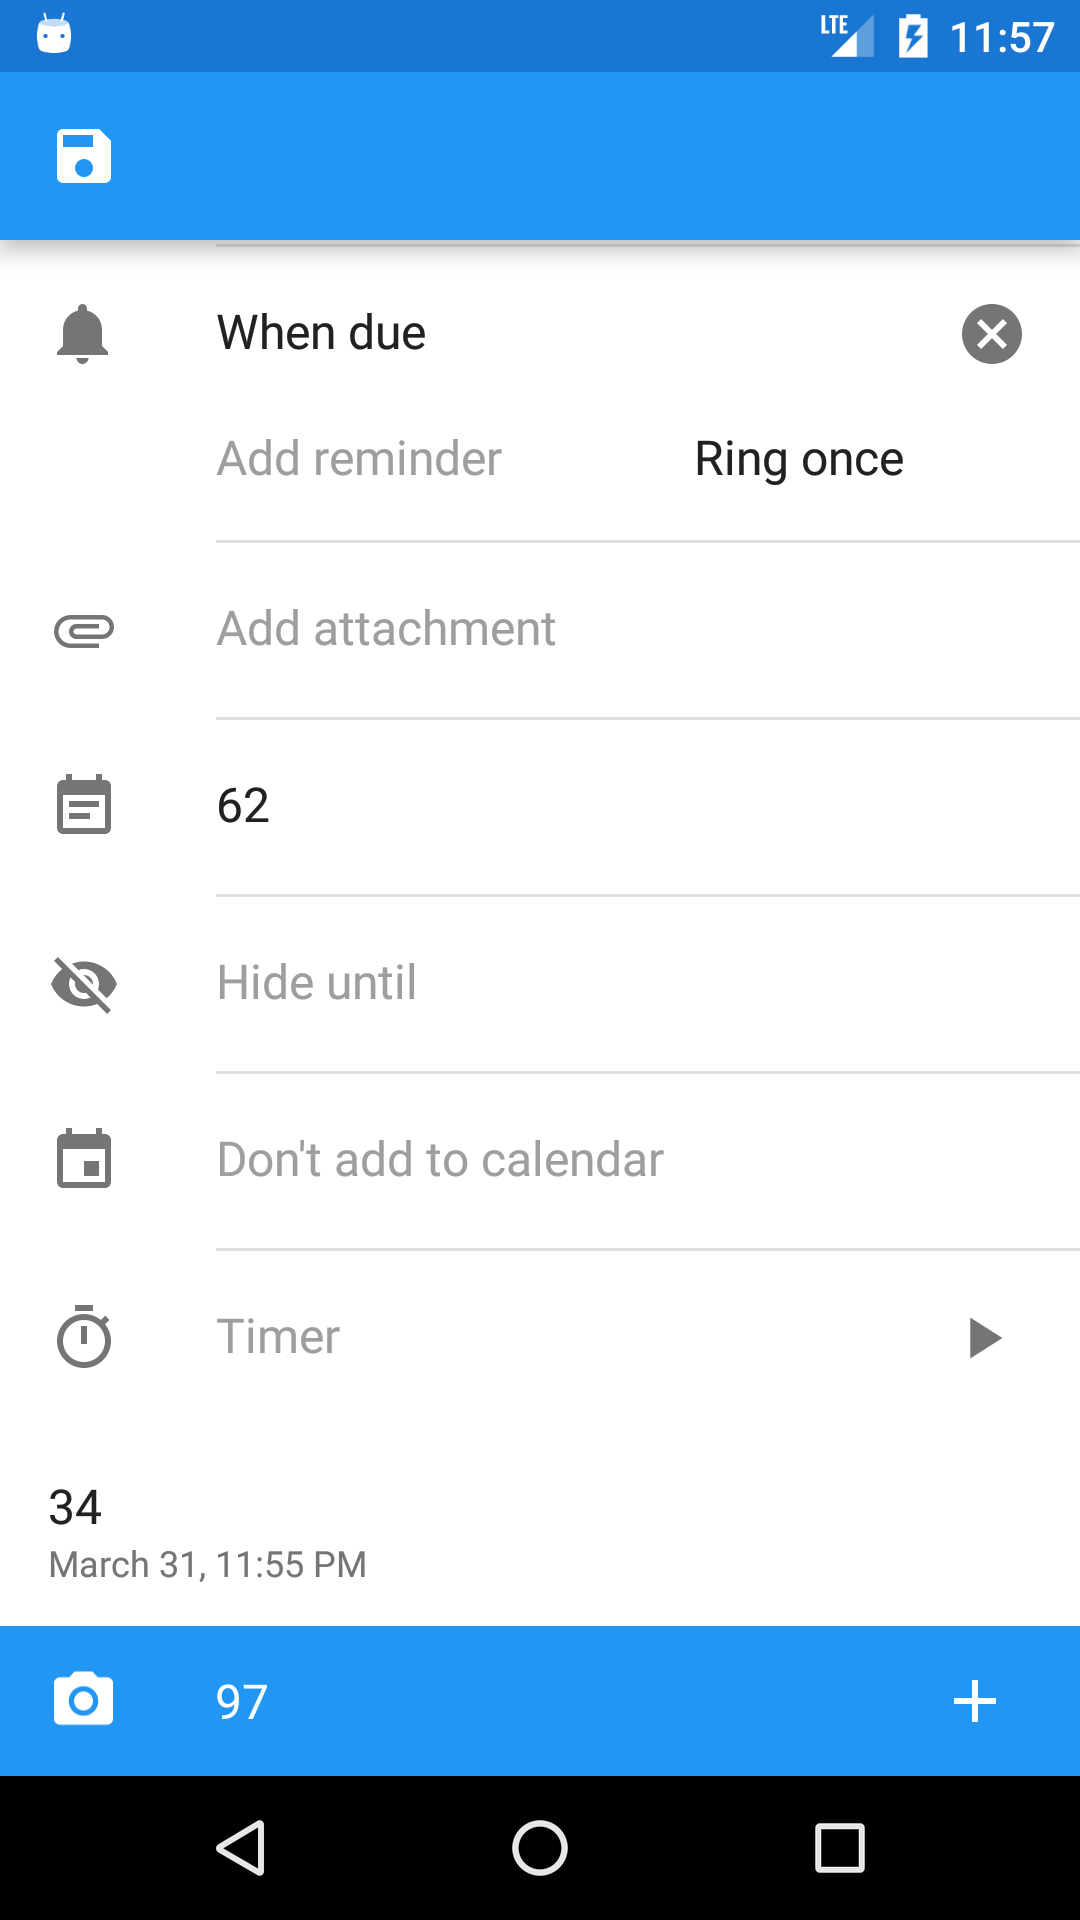 LTE 11:57
When due
Add reminder Ring once
Add attachment
62
Hide until
Don't add to calendar
Timer
34
March 31, 11:55 PM
97